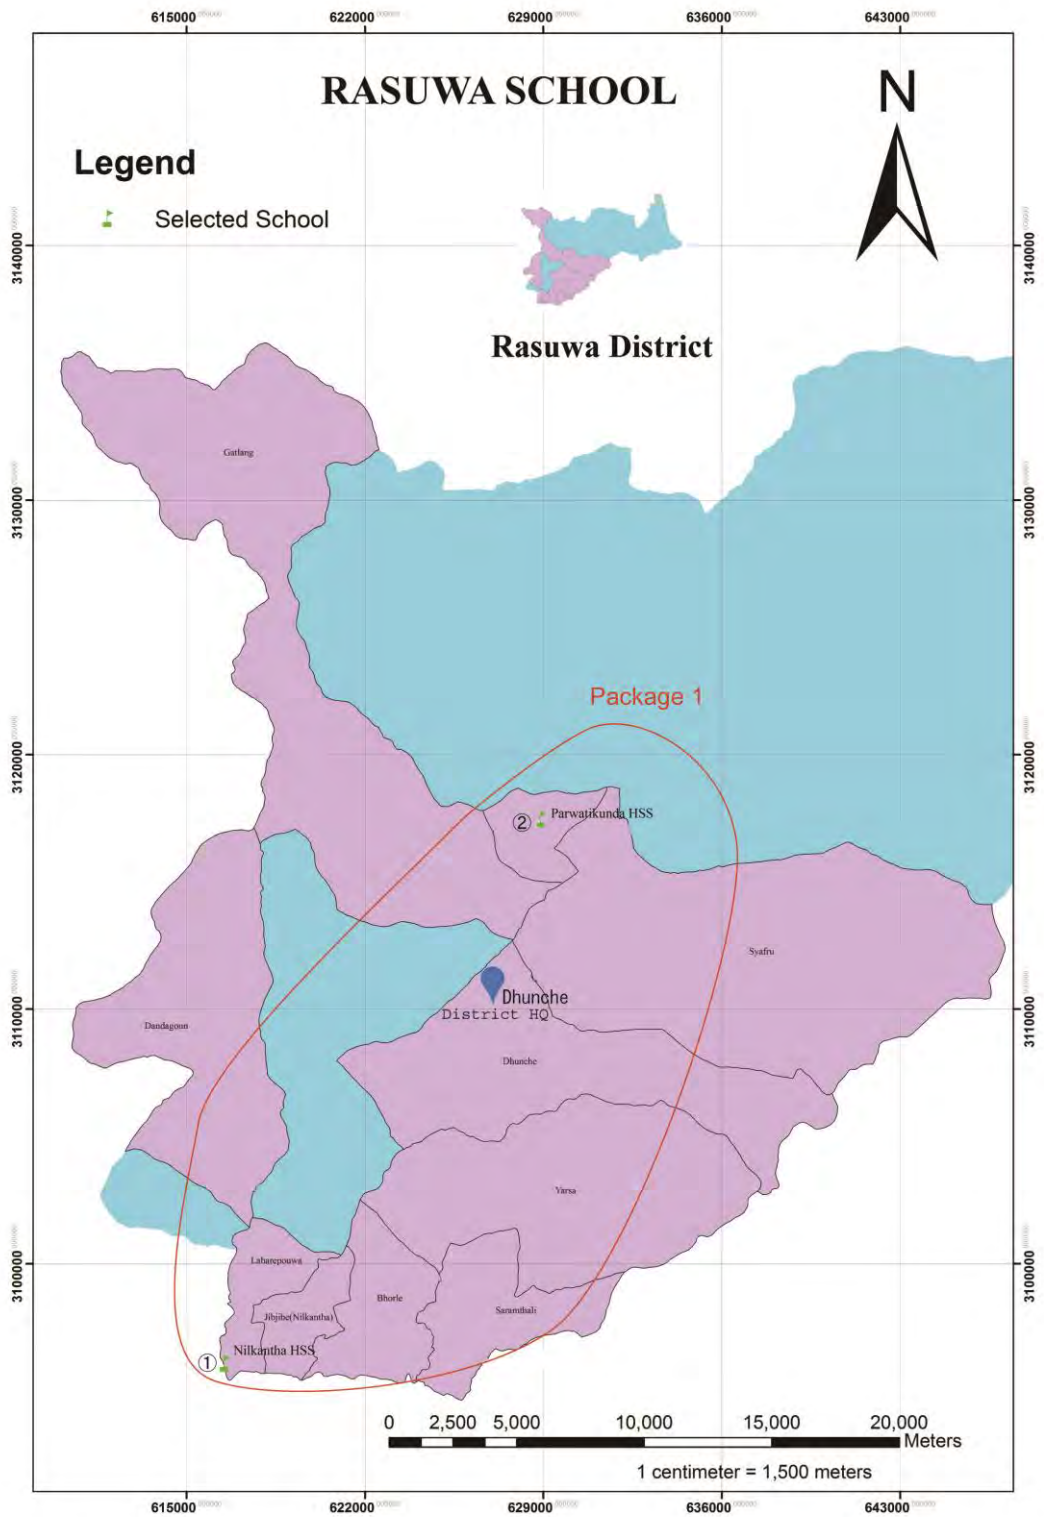 615000 622000 629000 636000 643000
RASUWA SCHOOL
N
Legend
Selected School
3140000 3140000
Rasuwa District
Gatlang
3130000 3130000
Package 1
3120000 3120000
② Parwatikunda HSS
Syafru
Dhunche
District HQ
3110000 3110000
Dandagoun
Dhunche
Yarsa
Laharepouwa
3100000 3100000
Bhorle
Saramthali
Jibjibe(Nilkantha)
Nilkantha HSS
①
0 2,500 5,000 10,000 15,000 20,000
Meters
1 centimeter = 1,500 meters
615000 622000 629000 636000 643000